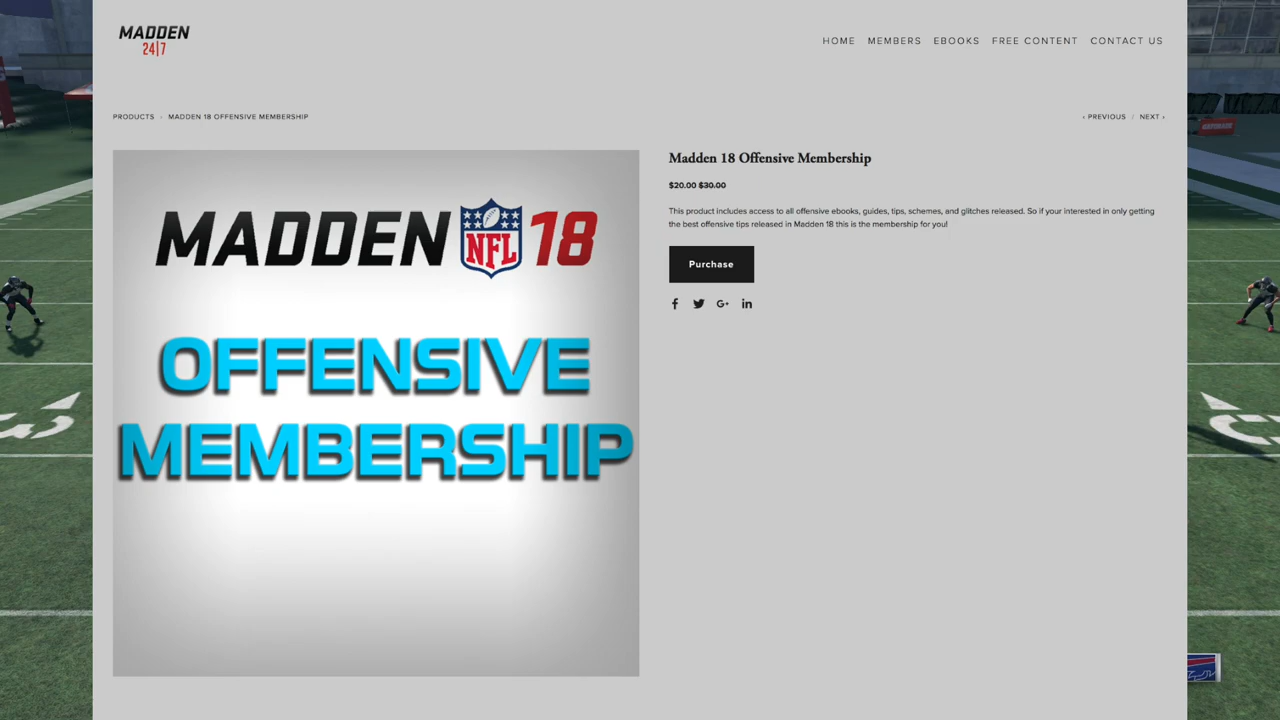 MADDEN
24|7
HOME MEMBERS EBOOKS FREE CONTENT CONTACT US
PRODUCTS › MADDEN 18 OFFENSIVE MEMBERSHIP
‹ PREVIOUS / NEXT ›
MADDEN NFL 18
OFFENSIVE
MEMBERSHIP
Madden 18 Offensive Membership
$20.00 $30.00
This product includes access to all offensive ebooks, guides, tips, schemes, and glitches released. So if your interested in only getting
the best offensive tips released in Madden 18 this is the membership for you!
Purchase
GATORADE